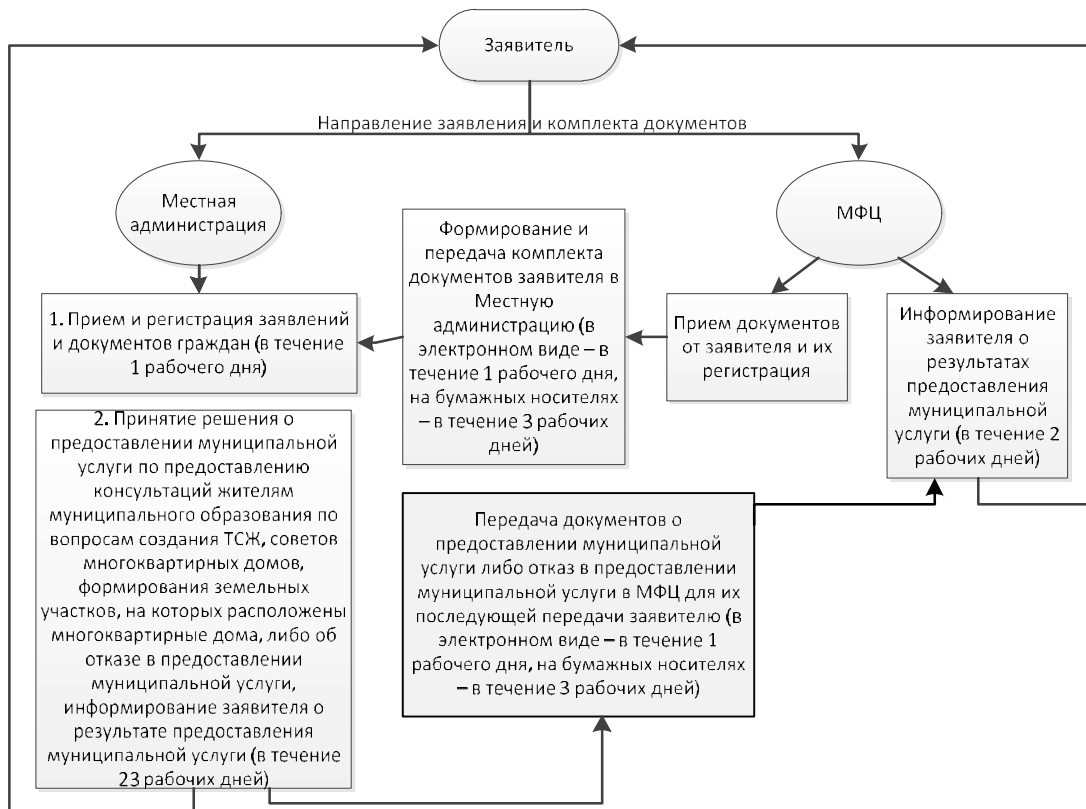 Заявитель
Направление заявления и комплекта документов
Местная
администрация
МФЦ
Формирование и
передача комплекта
документов заявителя в
Местную
администрацию (в
электронном виде – в
течение 1 рабочего дня,
на бумажных носителях
– в течение 3 рабочих
дней)
1. Прием и регистрация заявлений
и документов граждан (в течение
1 рабочего дня)
Прием документов
от заявителя и их
регистрация
Информирование
заявителя о
результатах
предоставления
муниципальной
услуги (в течение 2
рабочих дней)
2. Принятие решения о
предоставлении муниципальной
услуги по предоставлению
консультаций жителям
муниципального образования по
вопросам создания ТСЖ, советов
многоквартирных домов,
формирования земельных
участков, на которых расположены
многоквартирные дома, либо об
отказе в предоставлении
муниципальной услуги,
информирование заявителя о
результате предоставления
муниципальной услуги (в течение
23 рабочих дней)
Передача документов о
предоставлении муниципальной
услуги либо отказ в предоставлении
муниципальной услуги в МФЦ для их
последующей передачи заявителю (в
электронном виде – в течение 1
рабочего дня, на бумажных носителях
– в течение 3 рабочих дней)